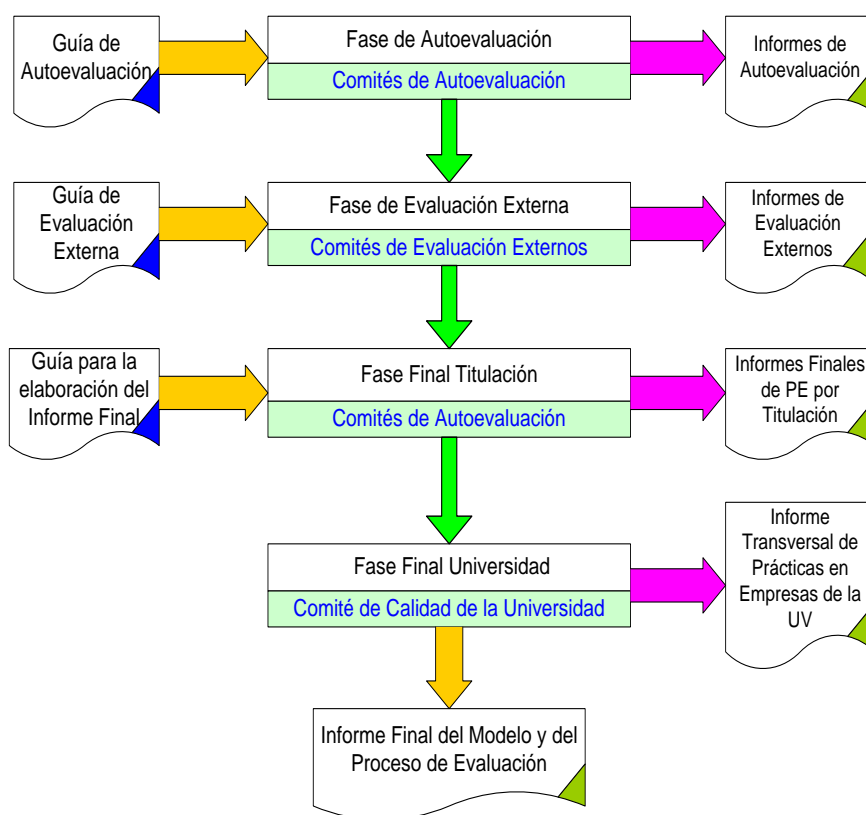 Guía de
Autoevaluación
Fase de Autoevaluación
Comités de Autoevaluación
Informes de
Autoevaluación
Guía de
Evaluación
Externa
Fase de Evaluación Externa
Comités de Evaluación Externos
Informes de
Evaluación
Externos
Guía para la
elaboración del
Informe Final
Fase Final Titulación
Comités de Autoevaluación
Informes Finales
de PE por
Titulación
Fase Final Universidad
Comité de Calidad de la Universidad
Informe
Transversal de
Prácticas en
Empresas de la
UV
Informe Final del Modelo y del
Proceso de Evaluación